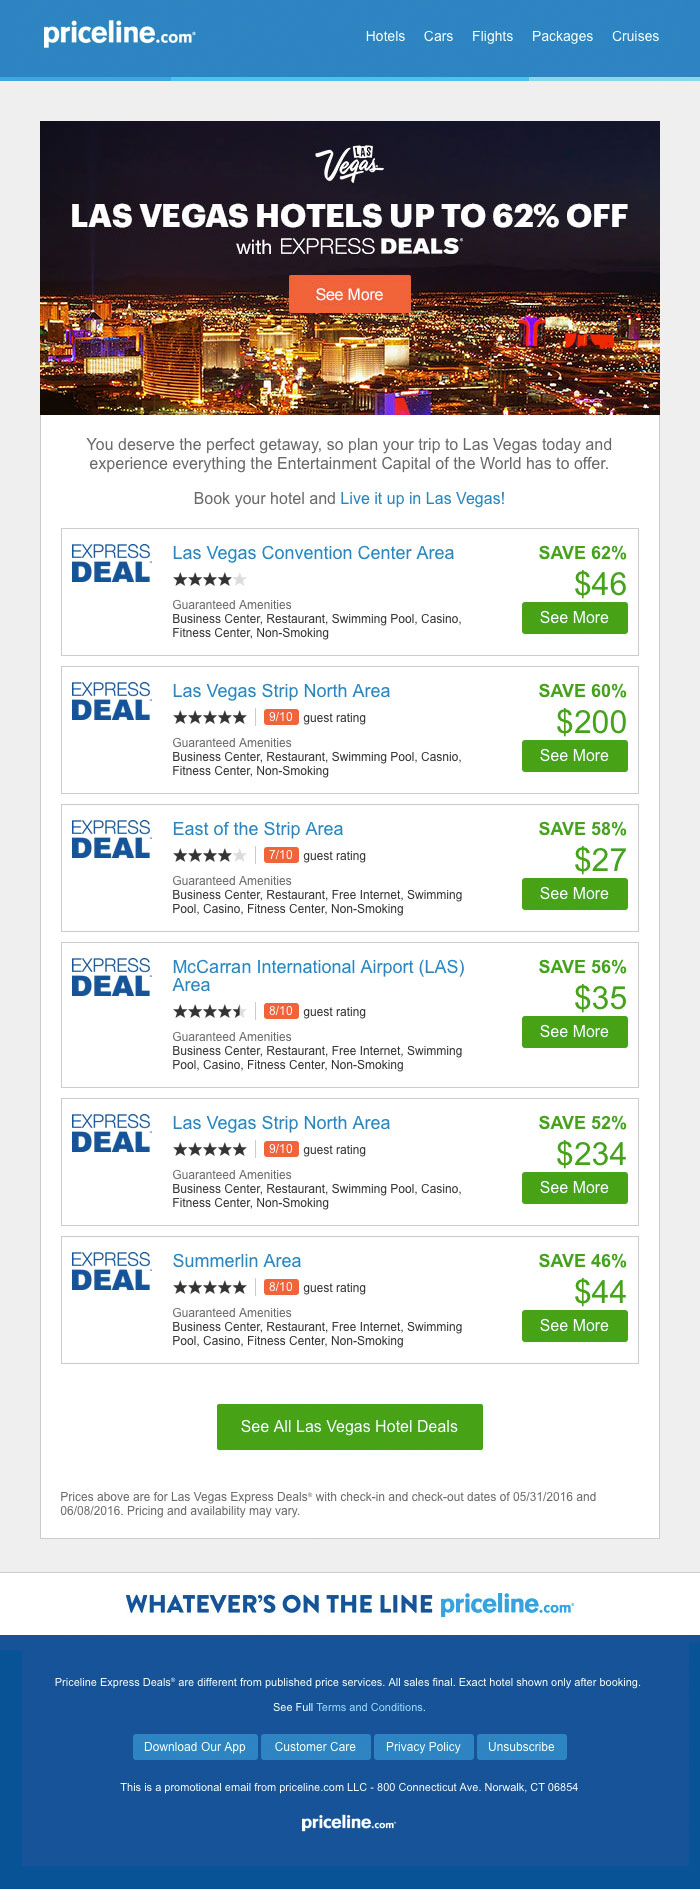 priceline.com®
Hotels Cars Flights Packages Cruises
LAS
Vegas
LAS VEGAS HOTELS UP TO 62% OFF
with EXPRESS DEALS®
See More
You deserve the perfect getaway, so plan your trip to Las Vegas today and
experience everything the Entertainment Capital of the World has to offer.
Book your hotel and Live it up in Las Vegas!
EXPRESS
DEAL
Las Vegas Convention Center Area
Guaranteed Amenities
Business Center, Restaurant, Swimming Pool, Casino,
Fitness Center, Non-Smoking
SAVE 62%
$46
See More
EXPRESS
DEAL
Las Vegas Strip North Area
9/10 guest rating
Guaranteed Amenities
Business Center, Restaurant, Swimming Pool, Casnio,
Fitness Center, Non-Smoking
SAVE 60%
$200
See More
EXPRESS
DEAL
East of the Strip Area
7/10 guest rating
Guaranteed Amenities
Business Center, Restaurant, Free Internet, Swimming
Pool, Casino, Fitness Center, Non-Smoking
SAVE 58%
$27
See More
EXPRESS
DEAL
McCarran International Airport (LAS)
Area
8/10 guest rating
Guaranteed Amenities
Business Center, Restaurant, Free Internet, Swimming
Pool, Casino, Fitness Center, Non-Smoking
SAVE 56%
$35
See More
EXPRESS
DEAL
Las Vegas Strip North Area
9/10 guest rating
Guaranteed Amenities
Business Center, Restaurant, Swimming Pool, Casino,
Fitness Center, Non-Smoking
SAVE 52%
$234
See More
EXPRESS
DEAL
Summerlin Area
8/10 guest rating
Guaranteed Amenities
Business Center, Restaurant, Free Internet, Swimming
Pool, Casino, Fitness Center, Non-Smoking
SAVE 46%
$44
See More
See All Las Vegas Hotel Deals
Prices above are for Las Vegas Express Deals® with check-in and check-out dates of 05/31/2016 and
06/08/2016. Pricing and availability may vary.
WHATEVER'S ON THE LINE priceline.com®
Priceline Express Deals® are different from published price services. All sales final. Exact hotel shown only after booking.
See Full Terms and Conditions.
Download Our App Customer Care Privacy Policy Unsubscribe
This is a promotional email from priceline.com LLC - 800 Connecticut Ave. Norwalk, CT 06854
priceline.com®